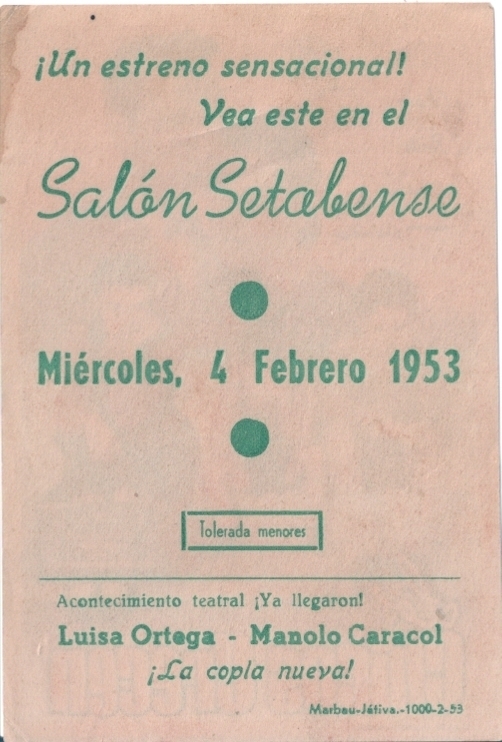 ¡Un estreno sensacional!
Vea este en el
Salón Setabense
Miércoles, 4 Febrero 1953
Tolerada menores
Acontecimiento teatral ¡Ya llegaron!
Luisa Ortega - Manolo Caracol
¡La copla nueva!
Marbau-Játiva.-1000-2-53